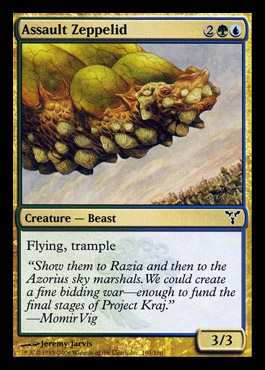 Assault Zeppelid 2
Creature — Beast
Flying, trample
"Show them to Razia and then to the
Azorius sky marshals. We could create
a fine bidding war—enough to fund the
final stages of Project Kraj."
—Momir Vig
Jeremy Jarvis
3/3